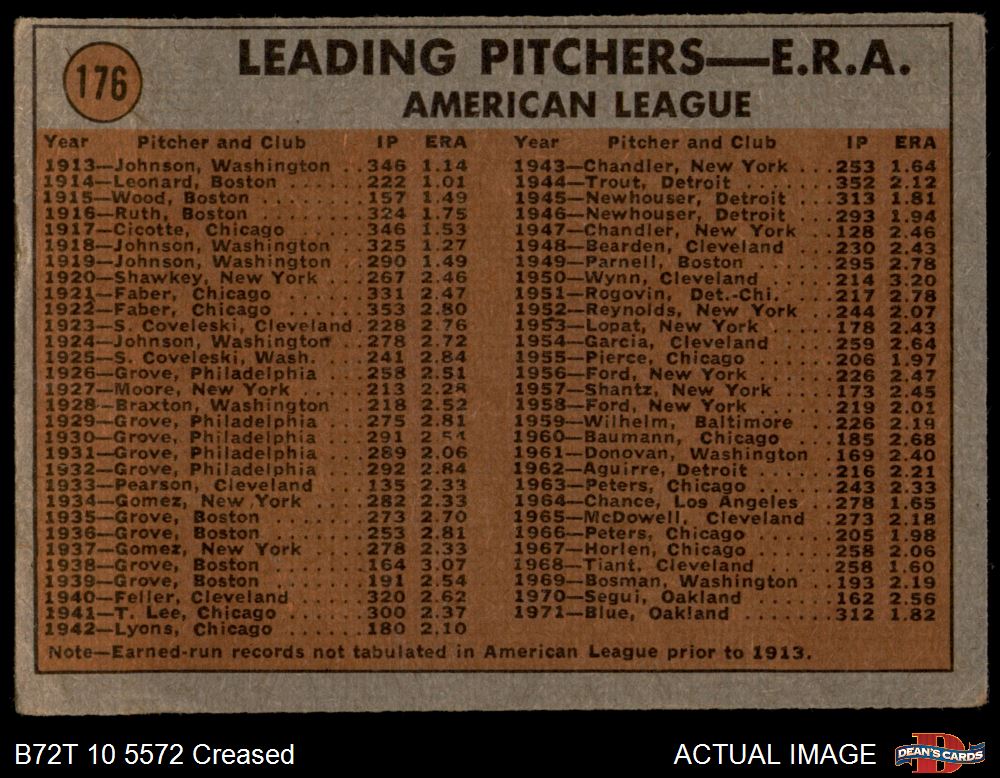 176
LEADING PITCHERS—E.R.A.
AMERICAN LEAGUE
Year Pitcher and Club IP ERA
1913—Johnson, Washington . . 346 1.14
1914—Leonard, Boston . . . . . . 222 1.01
1915—Wood, Boston . . . . . . . . 157 1.49
1916—Ruth, Boston . . . . . . . . 324 1.75
1917—Cicotte, Chicago . . . . . 346 1.53
1918—Johnson, Washington . . 325 1.27
1919—Johnson, Washington . . 290 1.49
1920—Shawkey, New York . . . 267 2.46
1921—Faber, Chicago . . . . . . 331 2.47
1922—Faber, Chicago . . . . . . 353 2.80
1923—S. Coveleski, Cleveland . 228 2.76
1924—Johnson, Washington . . 278 2.72
1925—S. Coveleski, Wash. . . . 241 2.84
1926—Grove, Philadelphia . . . 258 2.51
1927—Moore, New York . . . . . 213 2.28
1928—Braxton, Washington . . 218 2.52
1929—Grove, Philadelphia . . . 275 2.81
1930—Grove, Philadelphia . . . 291 2.54
1931—Grove, Philadelphia . . . 289 2.06
1932—Grove, Philadelphia . . . 292 2.84
1933—Pearson, Cleveland . . . 135 2.33
1934—Gomez, New York . . . . 282 2.33
1935—Grove, Boston . . . . . . . 273 2.70
1936—Grove, Boston . . . . . . . 253 2.81
1937—Gomez, New York . . . . 278 2.33
1938—Grove, Boston . . . . . . . 164 3.07
1939—Grove, Boston . . . . . . . 191 2.54
1940—Feller, Cleveland . . . . . 320 2.62
1941—T. Lee, Chicago . . . . . . 300 2.37
1942—Lyons, Chicago . . . . . . 180 2.10
Year Pitcher and Club IP ERA
1943—Chandler, New York . . . 253 1.64
1944—Trout, Detroit . . . . . . . 352 2.12
1945—Newhouser, Detroit . . . 313 1.81
1946—Newhouser, Detroit . . . 293 1.94
1947—Chandler, New York . . . 128 2.46
1948—Bearden, Cleveland . . . 230 2.43
1949—Parnell, Boston . . . . . . 295 2.78
1950—Wynn, Cleveland . . . . . 214 3.20
1951—Rogovin, Det.-Chi. . . . . 217 2.78
1952—Reynolds, New York . . 244 2.07
1953—Lopat, New York . . . . . 178 2.43
1954—Garcia, Cleveland . . . . 259 2.64
1955—Pierce, Chicago . . . . . . 206 1.97
1956—Ford, New York . . . . . . 226 2.47
1957—Shantz, New York . . . . 173 2.45
1958—Ford, New York . . . . . . 219 2.01
1959—Wilhelm, Baltimore . . . 226 2.19
1960—Baumann, Chicago . . . . 185 2.68
1961—Donovan, Washington . 169 2.40
1962—Aguirre, Detroit . . . . . . 216 2.21
1963—Peters, Chicago . . . . . . 243 2.33
1964—Chance, Los Angeles . . 278 1.65
1965—McDowell, Cleveland . . 273 2.18
1966—Peters, Chicago . . . . . . 205 1.98
1967—Horlen, Chicago . . . . . 258 2.06
1968—Tiant, Cleveland . . . . . 258 1.60
1969—Bosman, Washington . . 193 2.19
1970—Segui, Oakland . . . . . . 162 2.56
1971—Blue, Oakland . . . . . . . 312 1.82
Note—Earned-run records not tabulated in American League prior to 1913.
B72T 10 5572 Creased
ACTUAL IMAGE
DEAN'S CARDS